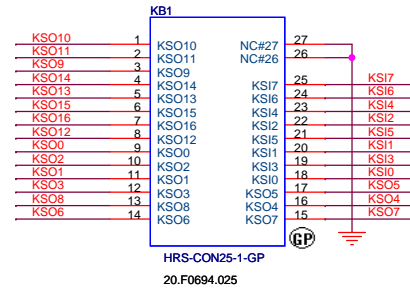 KB1
KSO10 1 KSO10 NC#27 27
KSO11 2 KSO11 NC#26 26
KSO9 3 KSO9
KSO14 4 KSO14 KSI7 25 KSI7
KSO13 5 KSO13 KSI6 24 KSI6
KSO15 6 KSO15 KSI4 23 KSI4
KSO16 7 KSO16 KSI2 22 KSI2
KSO12 8 KSO12 KSI5 21 KSI5
KSO0 9 KSO0 KSI1 20 KSI1
KSO2 10 KSO2 KSI3 19 KSI3
KSO1 11 KSO1 KSI0 18 KSI0
KSO3 12 KSO3 KSO5 17 KSO5
KSO8 13 KSO8 KSO4 16 KSO4
KSO6 14 KSO6 KSO7 15 KSO7
GP
HRS-CON25-1-GP
20.F0694.025